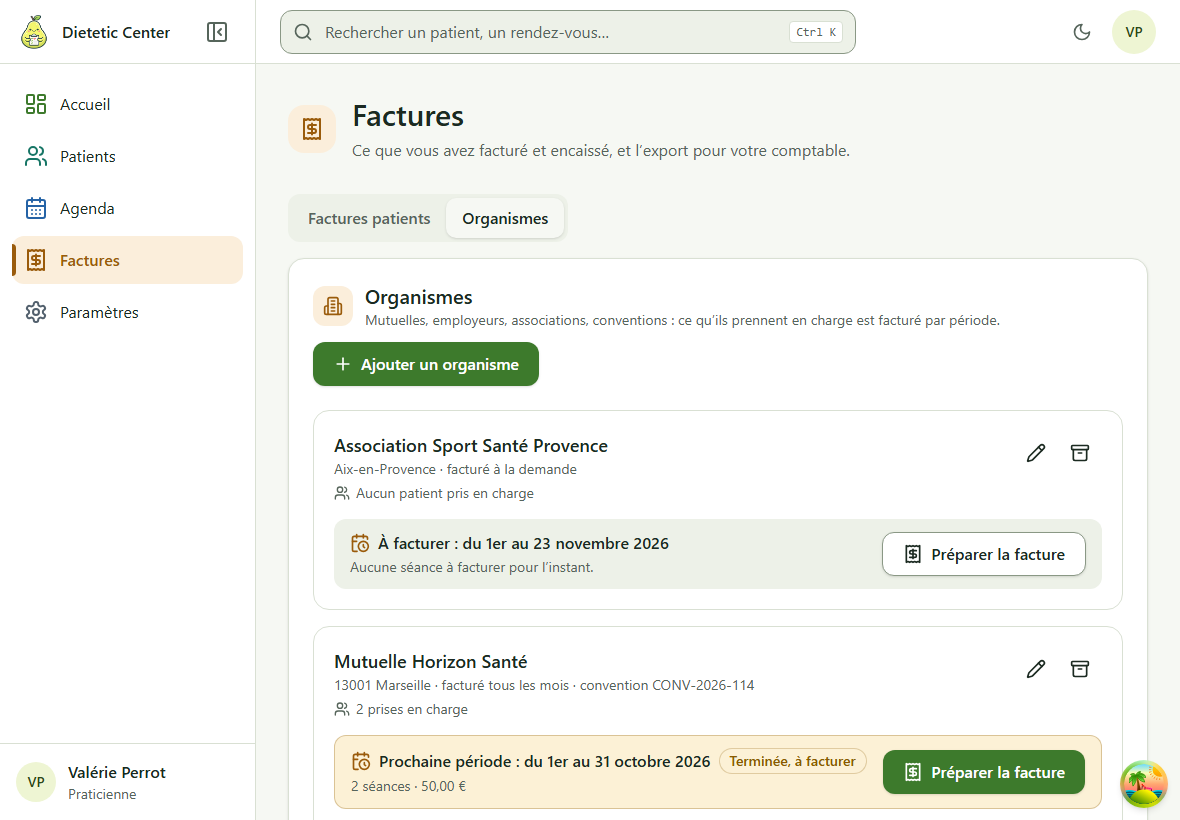 Dietetic Center
Rechercher un patient, un rendez-vous...
Ctrl K
VP
Accueil
Patients
Agenda
Factures
Paramètres
Factures
Ce que vous avez facturé et encaissé, et l’export pour votre comptable.
Factures patients
Organismes
Organismes
Mutuelles, employeurs, associations, conventions : ce qu’ils prennent en charge est facturé par période.
Ajouter un organisme
Association Sport Santé Provence
Aix-en-Provence · facturé à la demande
Aucun patient pris en charge
À facturer : du 1er au 23 novembre 2026
Aucune séance à facturer pour l’instant.
Préparer la facture
Mutuelle Horizon Santé
13001 Marseille · facturé tous les mois · convention CONV-2026-114
2 prises en charge
Prochaine période : du 1er au 31 octobre 2026
Terminée, à facturer
2 séances · 50,00 €
Préparer la facture
VP
Valérie Perrot
Praticienne